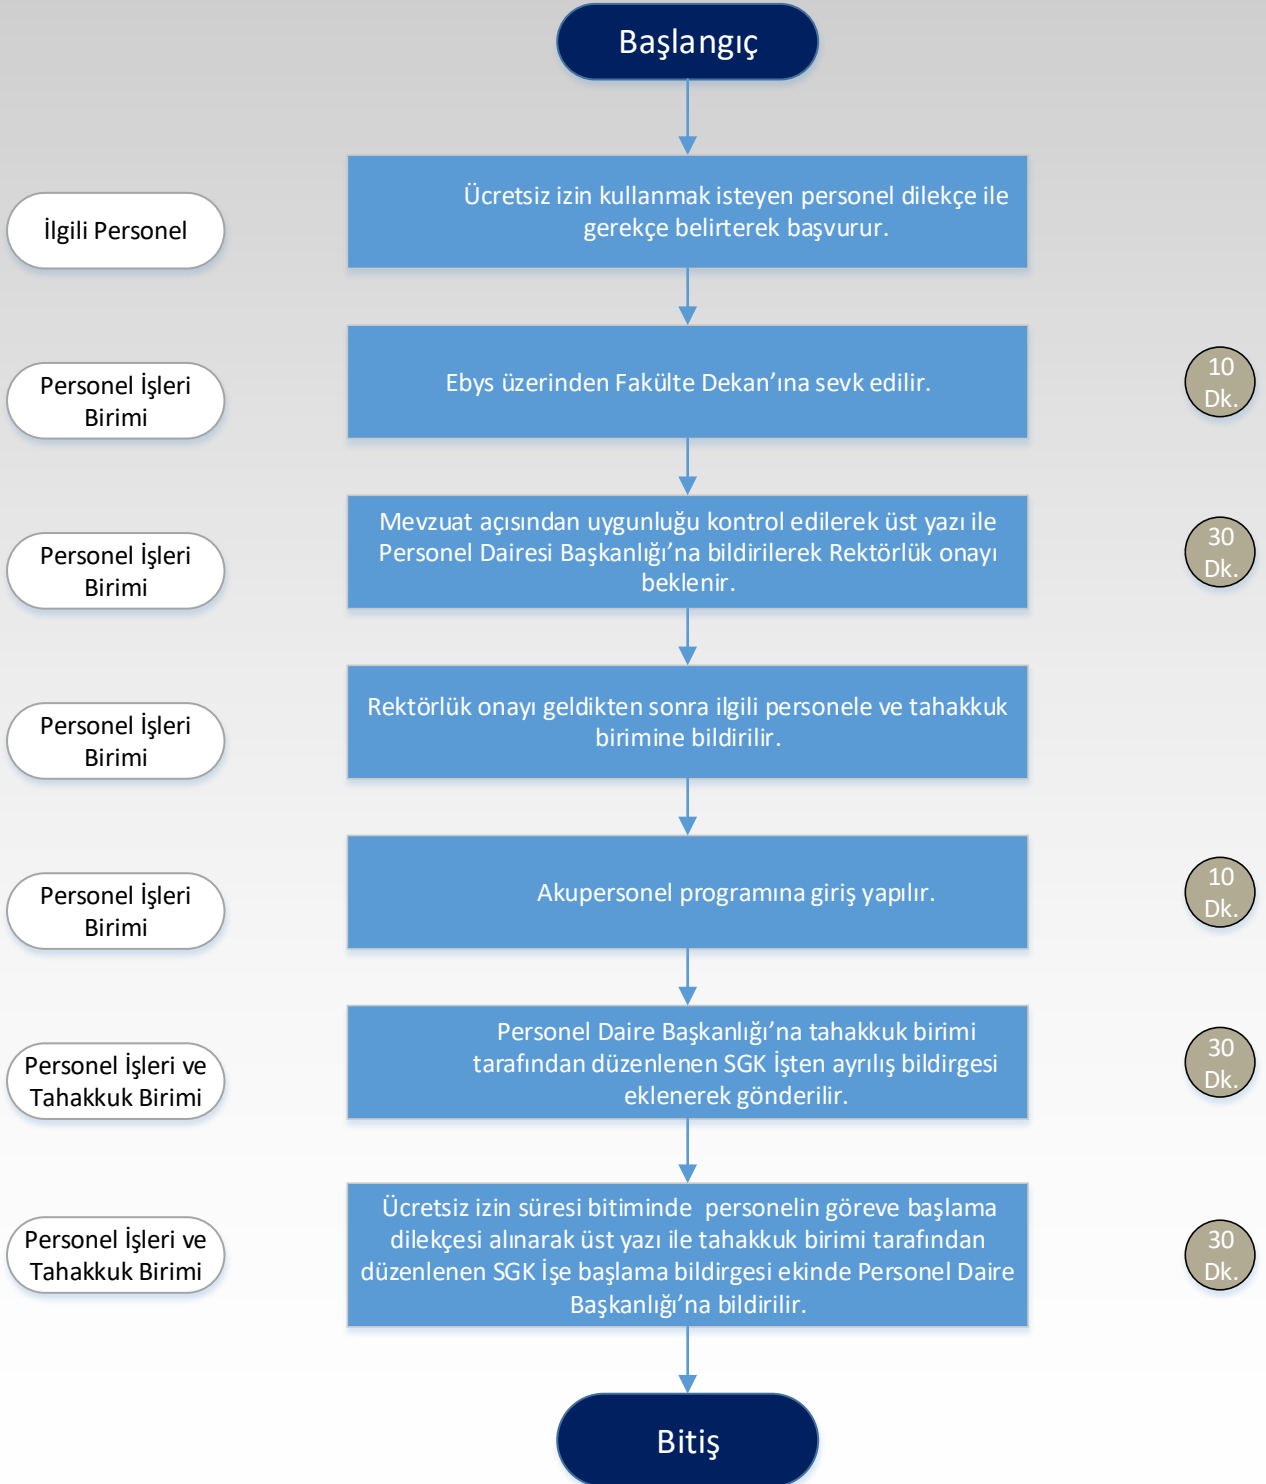 Başlangıç
İlgili Personel
Ücretsiz izin kullanmak isteyen personel dilekçe ile
gerekçe belirterek başvurur.
Personel İşleri
Birimi
Ebys üzerinden Fakülte Dekan’ına sevk edilir.
10
Dk.
Personel İşleri
Birimi
Mevzuat açısından uygunluğu kontrol edilerek üst yazı ile
Personel Dairesi Başkanlığı’na bildirilerek Rektörlük onayı
beklenir.
30
Dk.
Personel İşleri
Birimi
Rektörlük onayı geldikten sonra ilgili personele ve tahakkuk
birimine bildirilir.
Personel İşleri
Birimi
Akupersonel programına giriş yapılır.
10
Dk.
Personel İşleri ve
Tahakkuk Birimi
Personel Daire Başkanlığı’na tahakkuk birimi
tarafından düzenlenen SGK İşten ayrılış bildirgesi
eklenerek gönderilir.
30
Dk.
Personel İşleri ve
Tahakkuk Birimi
Ücretsiz izin süresi bitiminde  personelin göreve başlama
dilekçesi alınarak üst yazı ile tahakkuk birimi tarafından
düzenlenen SGK İşe başlama bildirgesi ekinde Personel Daire
Başkanlığı’na bildirilir.
30
Dk.
Bitiş